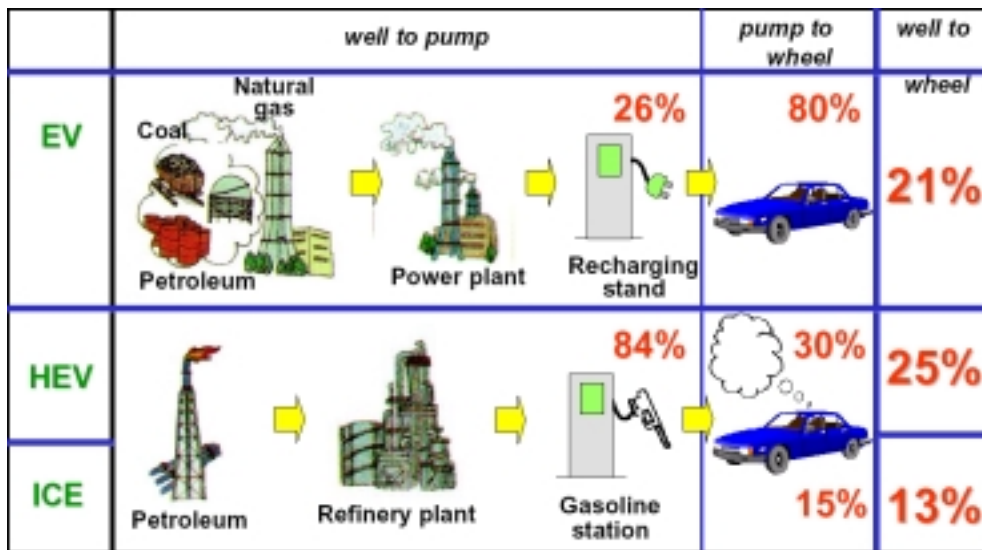 well to pump
pump to
wheel
well to
wheel
EV
Natural
gas
Coal
Petroleum
Power plant
26%
Recharging
stand
80%
21%
HEV
84%
30%
25%
ICE
Petroleum
Refinery plant
Gasoline
station
15%
13%